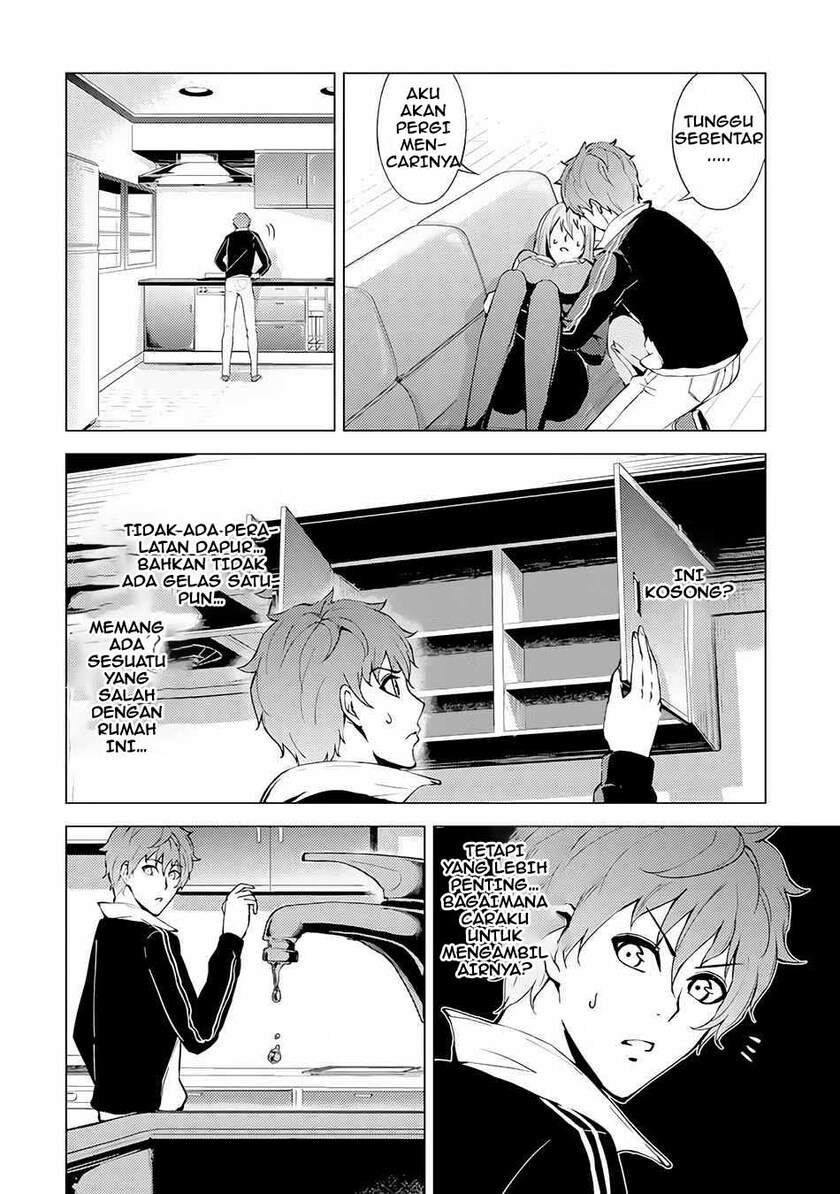 TUNGGU
SEBENTAR
.....
AKU
AKAN
PERGI
MEN-
CARINYA
INI
KOSONG?
TIDAK-ADA-PERA-
LATAN DAPUR...
BAHKAN TIDAK
ADA GELAS SATU-
PUN...
MEMANG
ADA
SESUATU
YANG
SALAH
DENGAN
RUMAH
INI...
TETAPI
YANG LEBIH
PENTING...
BAGAIMANA
CARAKU
UNTUK
MENGAMBIL
AIRNYA?